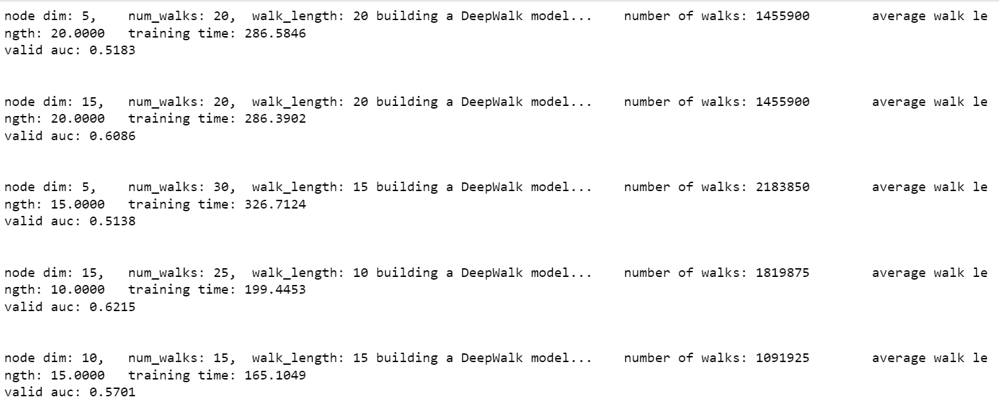 node dim: 5,    num_walks: 20,  walk_length: 20 building a DeepWalk model...    number of walks: 1455900        average walk le
ngth: 20.0000   training time: 286.5846
valid auc: 0.5183
node dim: 15,   num_walks: 20,  walk_length: 20 building a DeepWalk model...    number of walks: 1455900        average walk le
ngth: 20.0000   training time: 286.3902
valid auc: 0.6086
node dim: 5,    num_walks: 30,  walk_length: 15 building a DeepWalk model...    number of walks: 2183850        average walk le
ngth: 15.0000   training time: 326.7124
valid auc: 0.5138
node dim: 15,   num_walks: 25,  walk_length: 10 building a DeepWalk model...    number of walks: 1819875        average walk le
ngth: 10.0000   training time: 199.4453
valid auc: 0.6215
node dim: 10,   num_walks: 15,  walk_length: 15 building a DeepWalk model...    number of walks: 1091925        average walk le
ngth: 15.0000   training time: 165.1049
valid auc: 0.5701